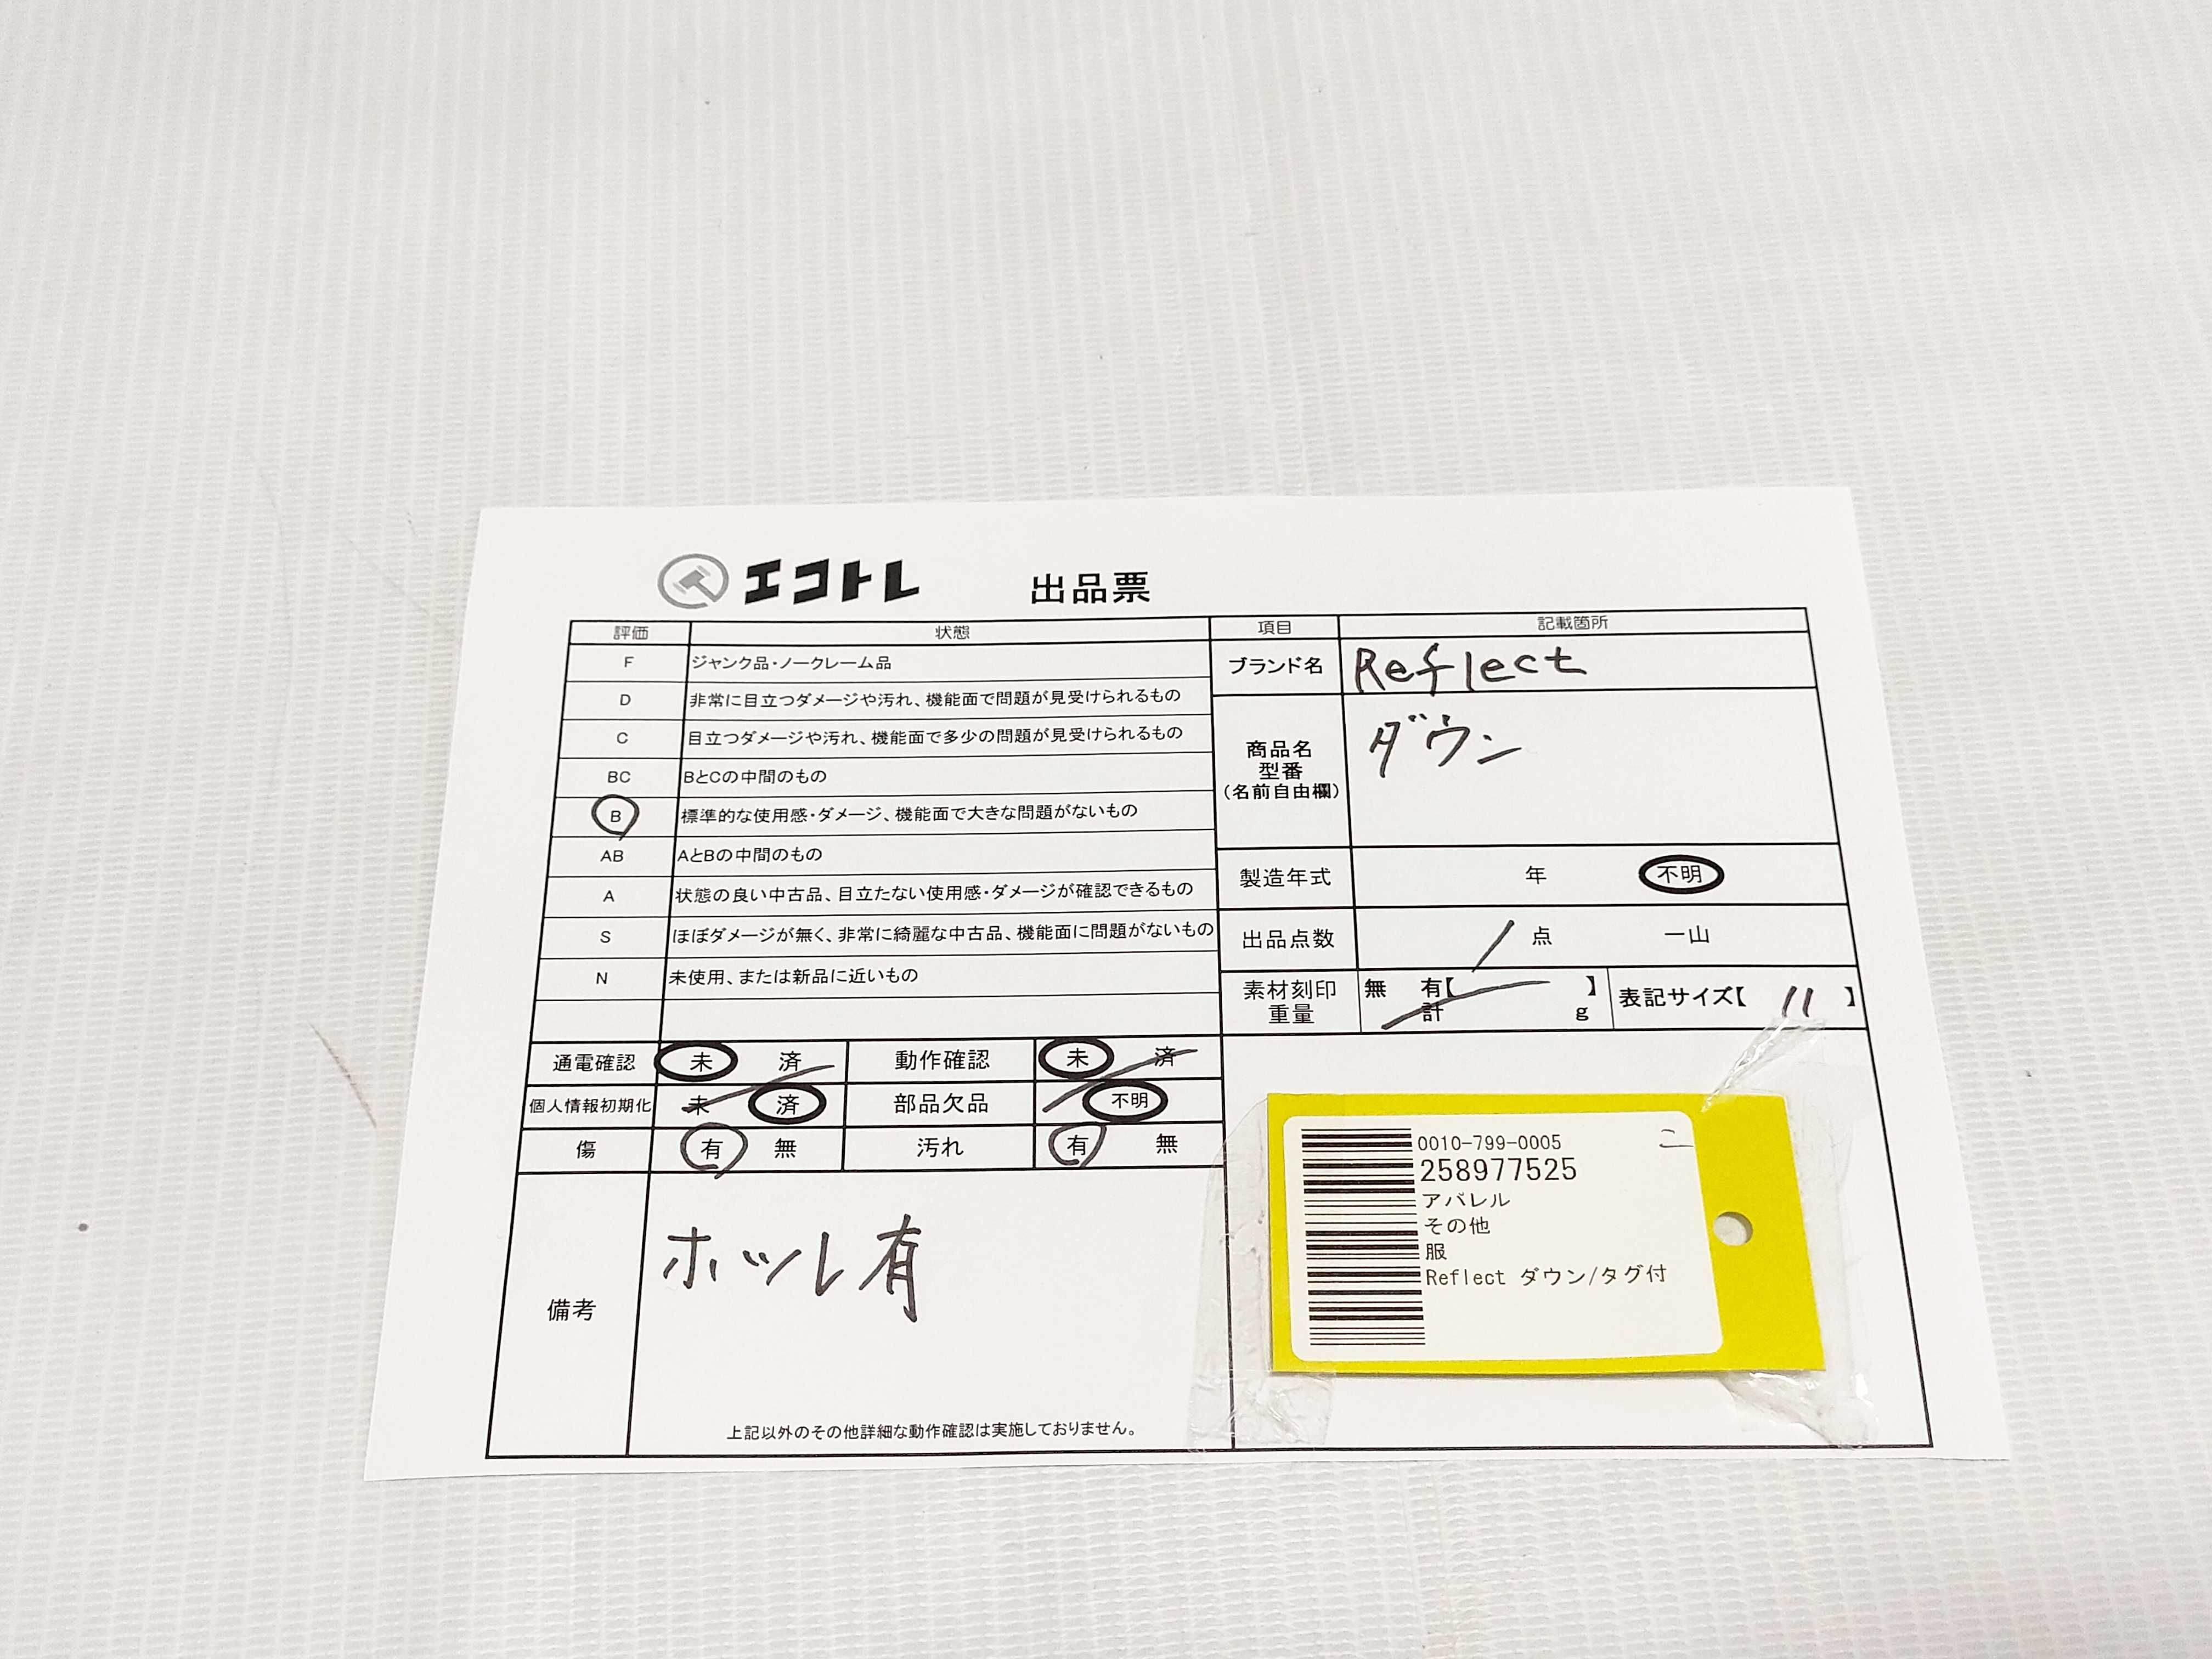 エコトレ 出品票
評価 状態
F ジャンク品・ノークレーム品
D 非常に目立つダメージや汚れ、機能面で問題が見受けられるもの
C 目立つダメージや汚れ、機能面で多少の問題が見受けられるもの
BC BとCの中間のもの
B 標準的な使用感・ダメージ、機能面で大きな問題がないもの
AB AとBの中間のもの
A 状態の良い中古品、目立たない使用感・ダメージが確認できるもの
S ほぼダメージが無く、非常に綺麗な中古品、機能面に問題がないもの
N 未使用、または新品に近いもの
項目 記載箇所
ブランド名 Reflect
商品名
型番
(名前自由欄)
ダウン
製造年式 年 不明
出品点数 1 点 一山
素材刻印 無 有【 】
重量 計 g
表記サイズ【 11 】
通電確認 未 済 動作確認 未 済
個人情報初期化 未 済 部品欠品 不明
傷 有 無 汚れ 有 無
備考
ホツレ有
上記以外のその他詳細な動作確認は実施しておりません。
0010-799-0005
258977525
アパレル
その他
服
Reflect ダウン/タグ付